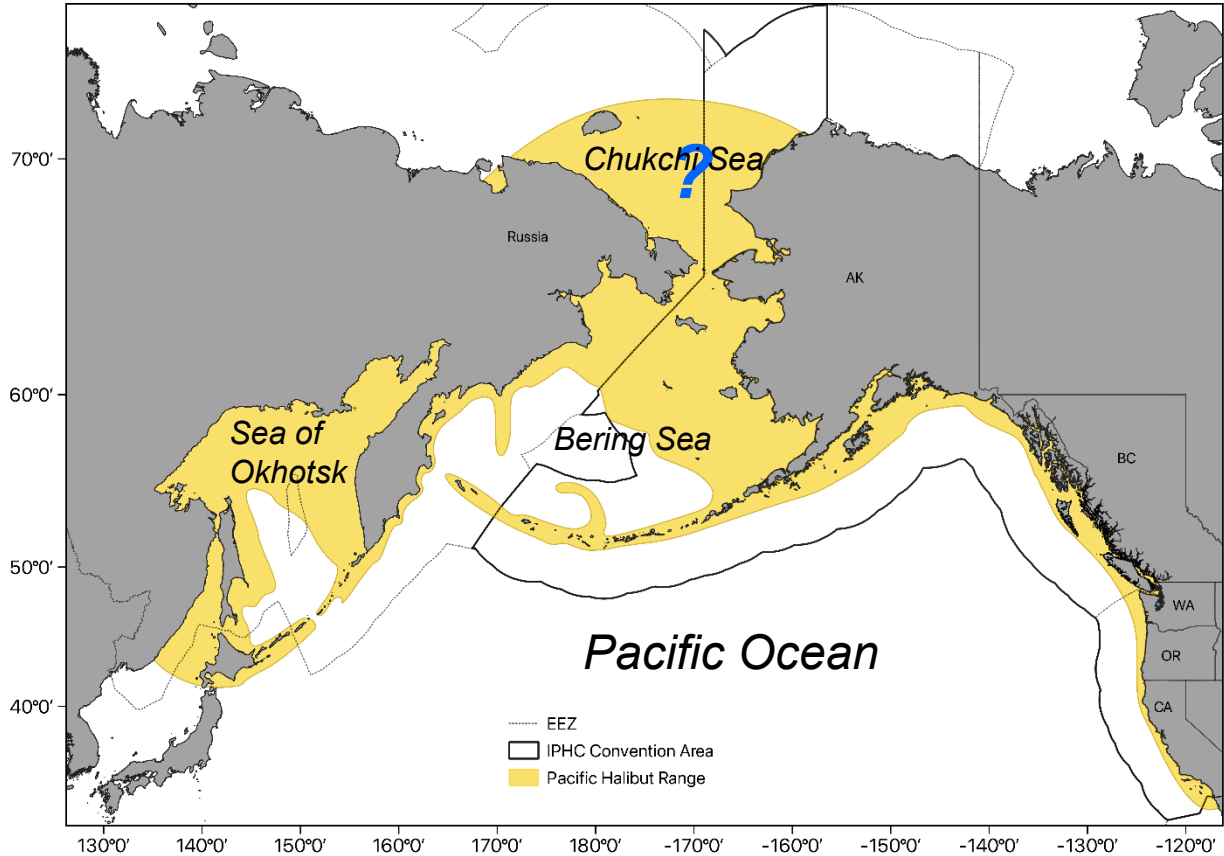 70°0'
Chukchi Sea
?
Russia
AK
60°0'
Sea of
Okhotsk
Bering Sea
BC
50°0'
WA
Pacific Ocean
OR
40°0'
CA
EEZ
IPHC Convention Area
Pacific Halibut Range
130°0' 140°0' 150°0' 160°0' 170°0' 180°0' -170°0' -160°0' -150°0' -140°0' -130°0' -120°0'